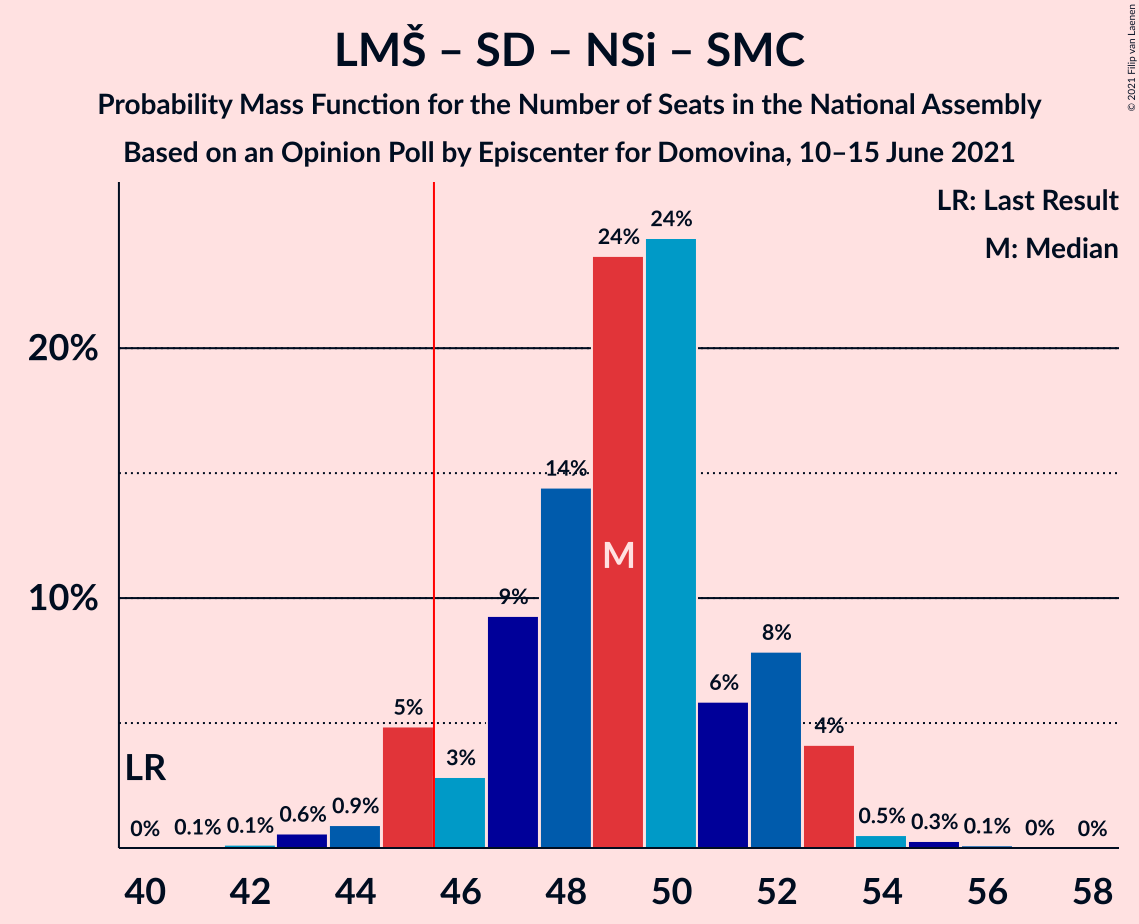 LMŠ – SD – NSi – SMC
Probability Mass Function for the Number of Seats in the National Assembly
Based on an Opinion Poll by Episcenter for Domovina, 10–15 June 2021
© 2021 Filip van Laenen
LR: Last Result
M: Median
20%
10%
LR
M
0%
0.1%
0.1%
0.6%
0.9%
5%
3%
9%
14%
24%
24%
6%
8%
4%
0.5%
0.3%
0.1%
0%
0%
40 42 44 46 48 50 52 54 56 58